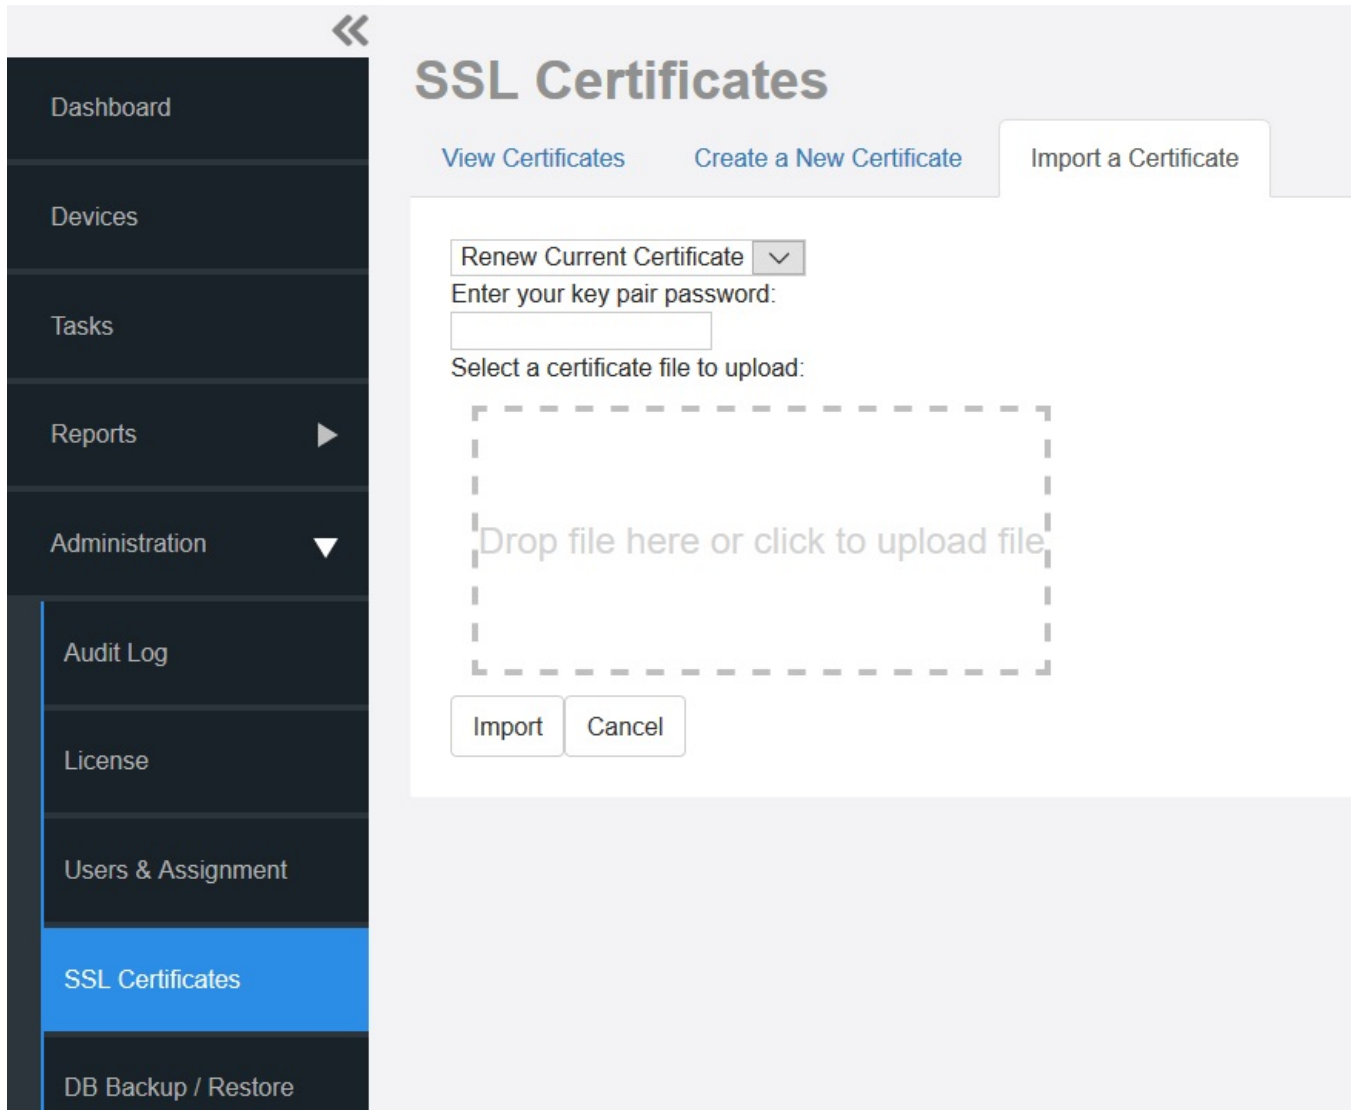 Dashboard
Devices
Tasks
Reports
Administration
Audit Log
License
Users & Assignment
SSL Certificates
DB Backup / Restore
SSL Certificates
View Certificates
Create a New Certificate
Import a Certificate
Renew Current Certificate
Enter your key pair password:
Select a certificate file to upload:
Drop file here or click to upload file
Import
Cancel